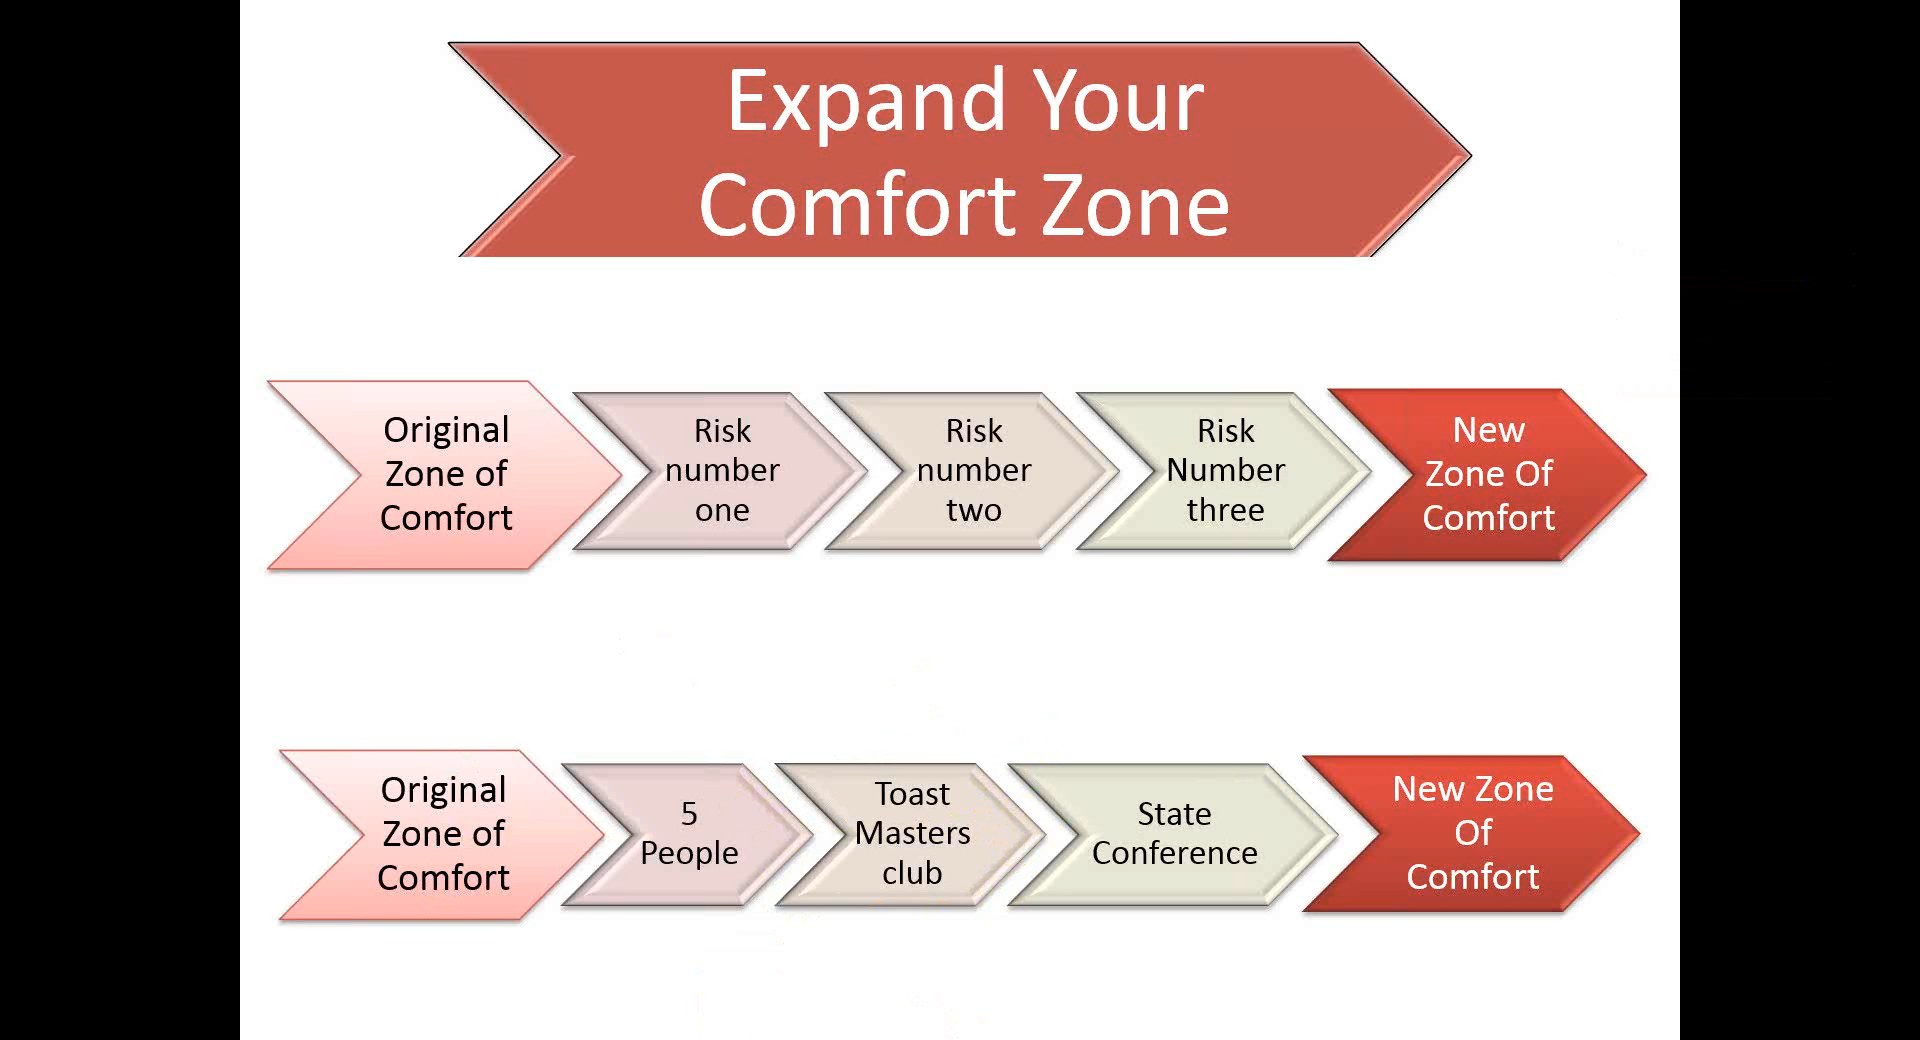 Expand Your
Comfort Zone
Original
Zone of
Comfort
Risk
number
one
Risk
number
two
Risk
Number
three
New
Zone Of
Comfort
Original
Zone of
Comfort
5
People
Toast
Masters
club
State
Conference
New Zone
Of
Comfort